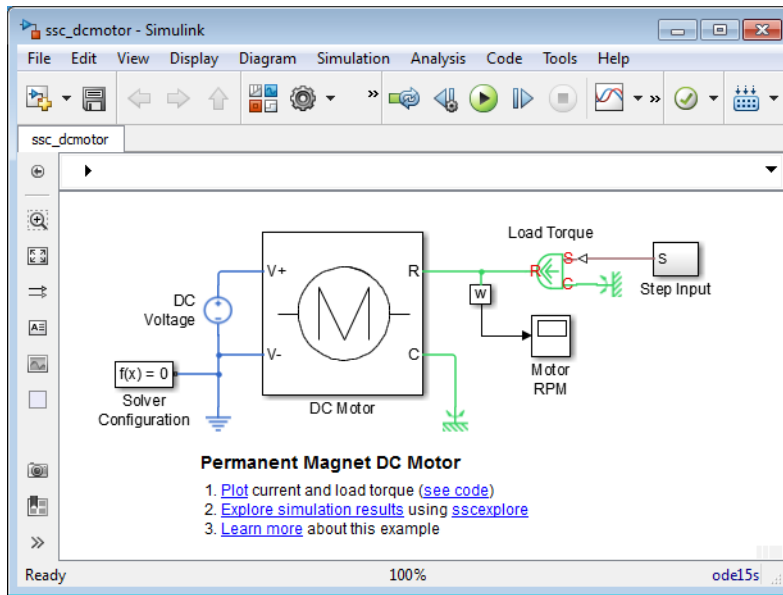 ssc_dcmotor - Simulink
File Edit View Display Diagram Simulation Analysis Code Tools Help
ssc_dcmotor
Load Torque
S
S
R
C
Step Input
V+
R
w
DC
Voltage
M
Motor
RPM
V-
C
f(x) = 0
Solver
Configuration
DC Motor
Permanent Magnet DC Motor
1. Plot current and load torque (see code)
2. Explore simulation results using sscexplore
3. Learn more about this example
Ready 100% ode15s